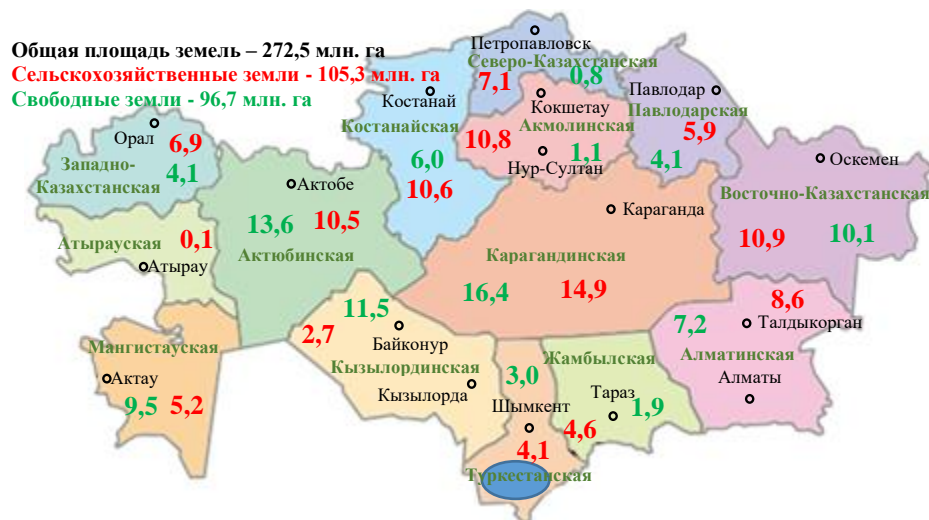 Общая площадь земель – 272,5 млн. га
Сельскохозяйственные земли - 105,3 млн. га
Свободные земли - 96,7 млн. га
Петропавловск
Северо-Казахстанская
7,1
0,8
Костанай
Костанайская
6,0
10,6
Кокшетау
Акмолинская
10,8
1,1
Нур-Султан
Павлодар
Павлодарская
5,9
4,1
Орал
6,9
Западно-
Казахстанская
4,1
Актобе
13,6
10,5
Актюбинская
Оскемен
Восточно-Казахстанская
10,9
10,1
Караганда
Карагандинская
16,4
14,9
Атырауская
0,1
Атырау
Мангистауская
Актау
9,5
5,2
11,5
2,7
Байконур
Кызылординская
Кызылорда
3,0
Шымкент
4,1
Туркестанская
Жамбылская
Тараз
1,9
4,6
8,6
7,2
Талдыкорган
Алматинская
Алматы